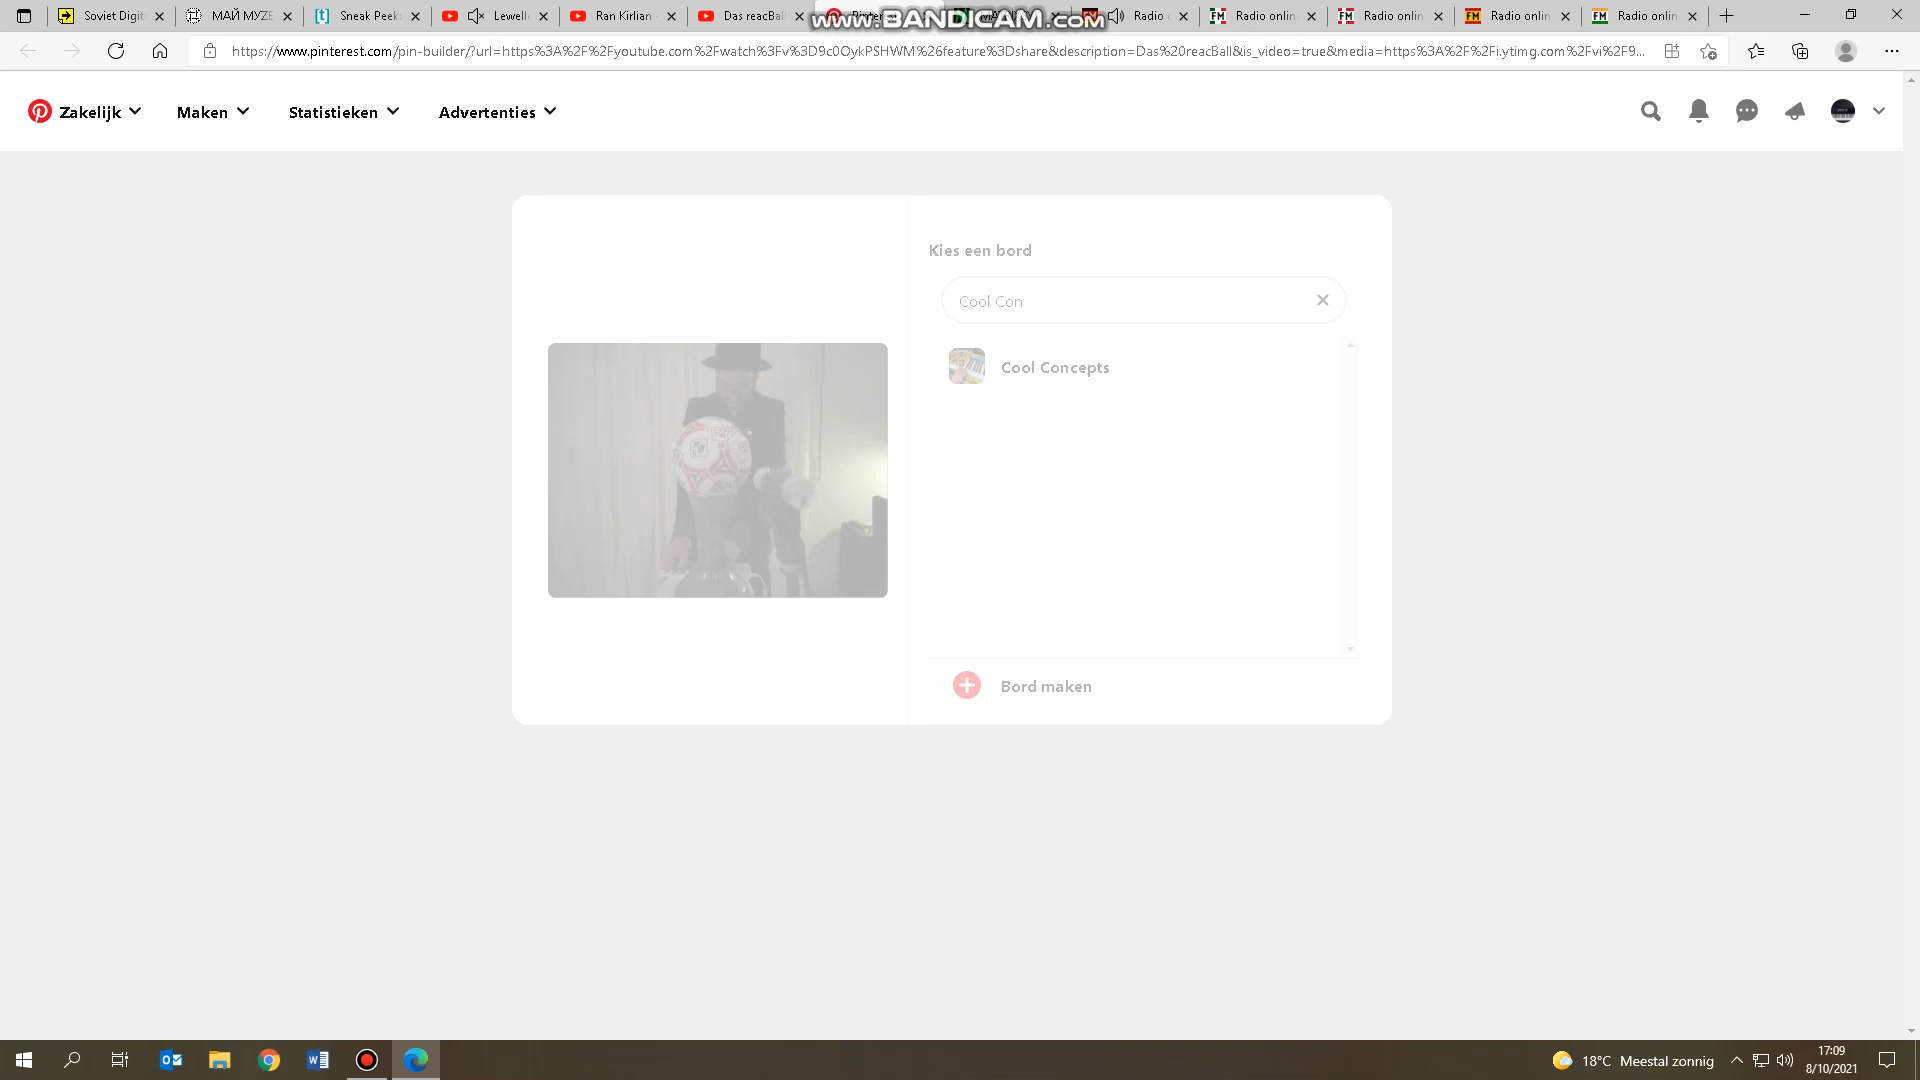 Soviet Digit
МАЙ МУZЕ
Sneak Peek
Lewelle
Ran Kirlian -
Das reacBall
Radio
Radio onlin
Radio onlin
Radio onlin
Radio onlin
www.BANDICAM.com
https://www.pinterest.com/pin-builder/?url=https%3A%2F%2Fyoutube.com%2Fwatch%3Fv%3D9c0OykPSHWM%26feature%3Dshare&description=Das%20reacBall&is_video=true&media=https%3A%2F%2Fi.ytimg.com%2Fvi%2F9...
Zakelijk
Maken
Statistieken
Advertenties
Kies een bord
Cool Con
Cool Concepts
Bord maken
18°C Meestal zonnig
17:09
8/10/2021